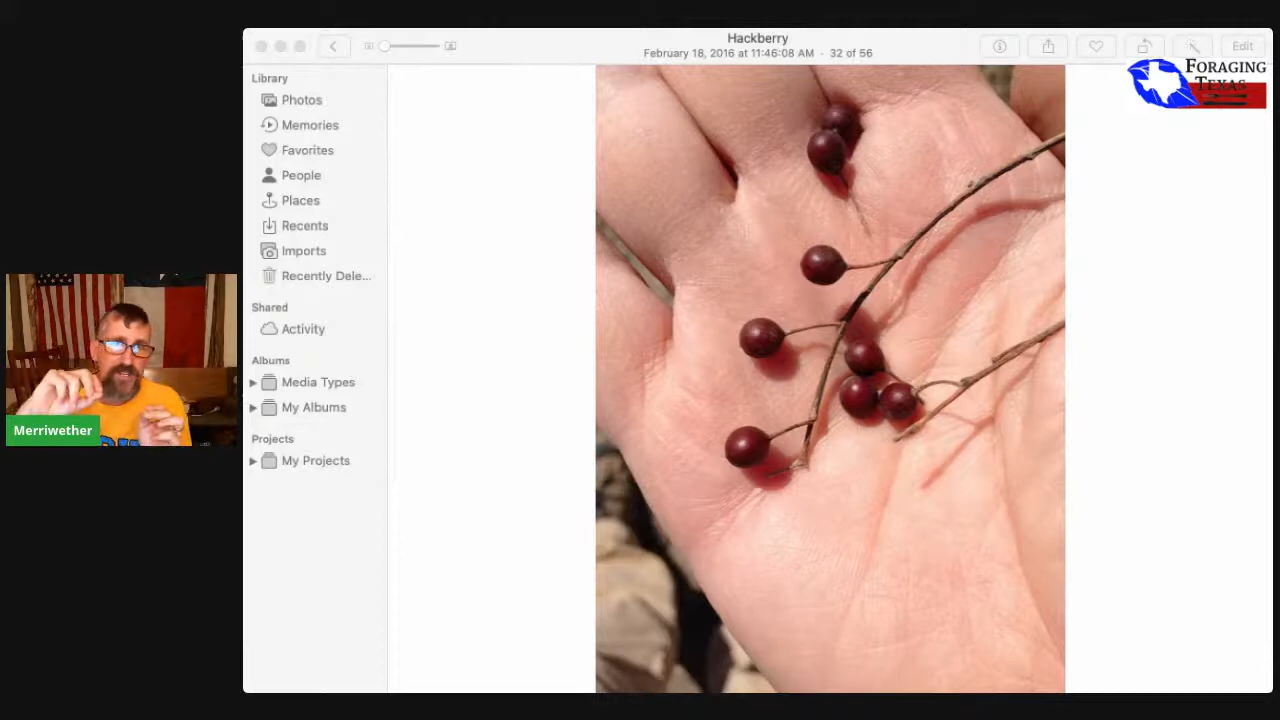 Hackberry
February 18, 2016 at 11:46:08 AM · 32 of 56
Edit
FORAGING
TEXAS
Library
Photos
Memories
Favorites
People
Places
Recents
Imports
Recently Dele...
Shared
Activity
Albums
Media Types
My Albums
Projects
My Projects
Merriwether